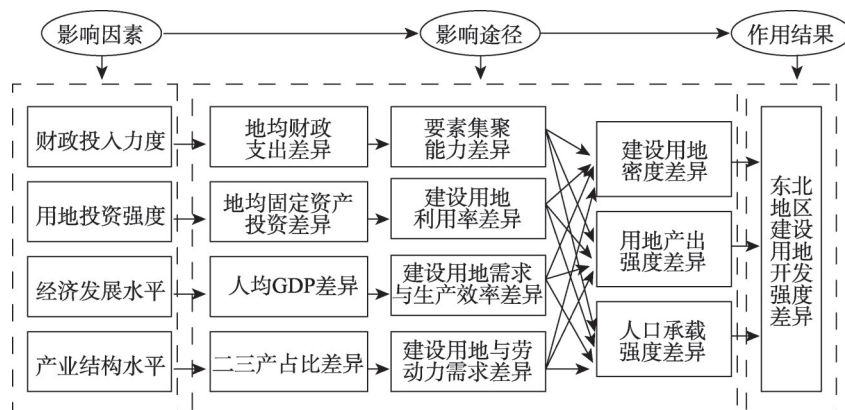 影响因素
影响途径
作用结果
财政投入力度
地均财政
支出差异
要素集聚
能力差异
建设用地
密度差异
用地投资强度
地均固定资产
投资差异
建设用地
利用率差异
用地产出
强度差异
经济发展水平
人均GDP差异
建设用地需求
与生产效率差异
人口承载
强度差异
产业结构水平
二三产占比差异
建设用地与劳
动力需求差异
东北
地区
建设
用地
开发
强度
差异